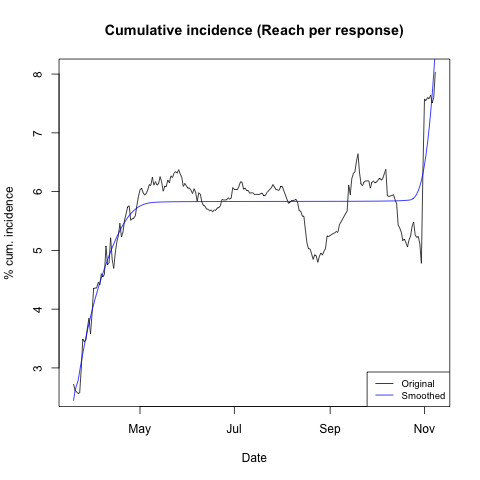 Cumulative incidence (Reach per response)
% cum. incidence
8
7
6
5
4
3
May Jul Sep Nov
Date
Original
Smoothed